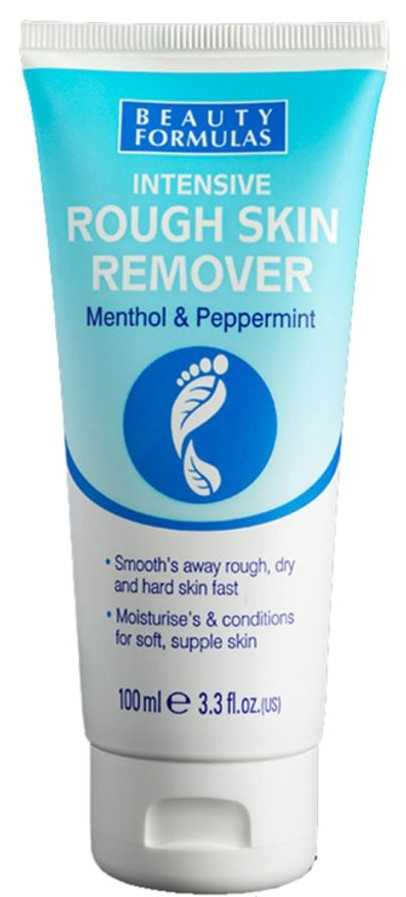 BEAUTY
FORMULAS
INTENSIVE
ROUGH SKIN
REMOVER
Menthol & Peppermint
• Smooth's away rough, dry
and hard skin fast
• Moisturise's & conditions
for soft, supple skin
100ml ℮ 3.3 fl.oz.(US)